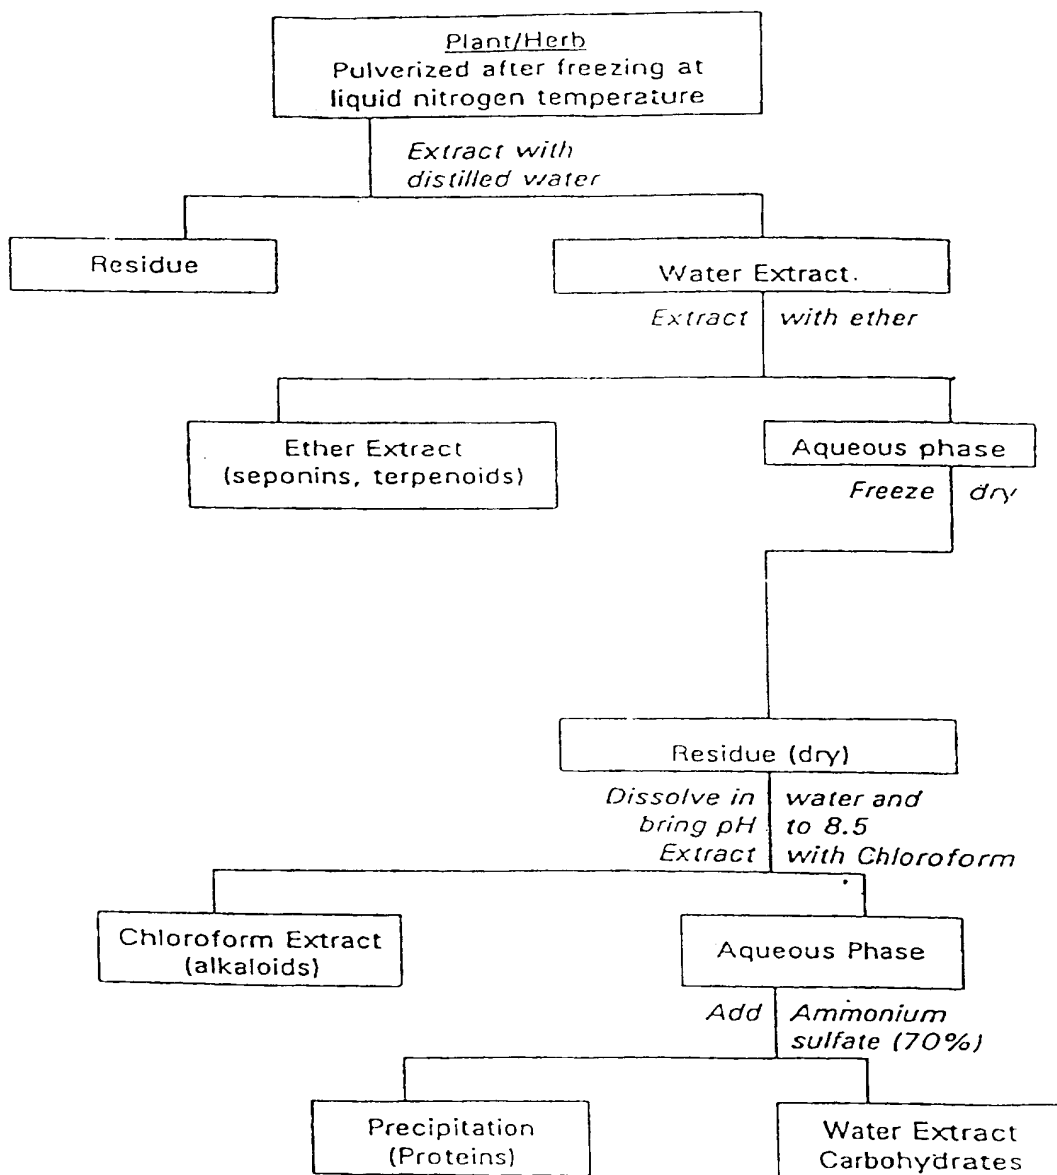 Plant/Herb
Pulverized after freezing at
liquid nitrogen temperature
Extract with
distilled water
Residue
Water Extract.
Extract with ether
Ether Extract
(seponins, terpenoids)
Aqueous phase
Freeze dry
Residue (dry)
Dissolve in water and
bring pH to 8.5
Extract with Chloroform
Chloroform Extract
(alkaloids)
Aqueous Phase
Add Ammonium
sulfate (70%)
Precipitation
(Proteins)
Water Extract
Carbohydrates